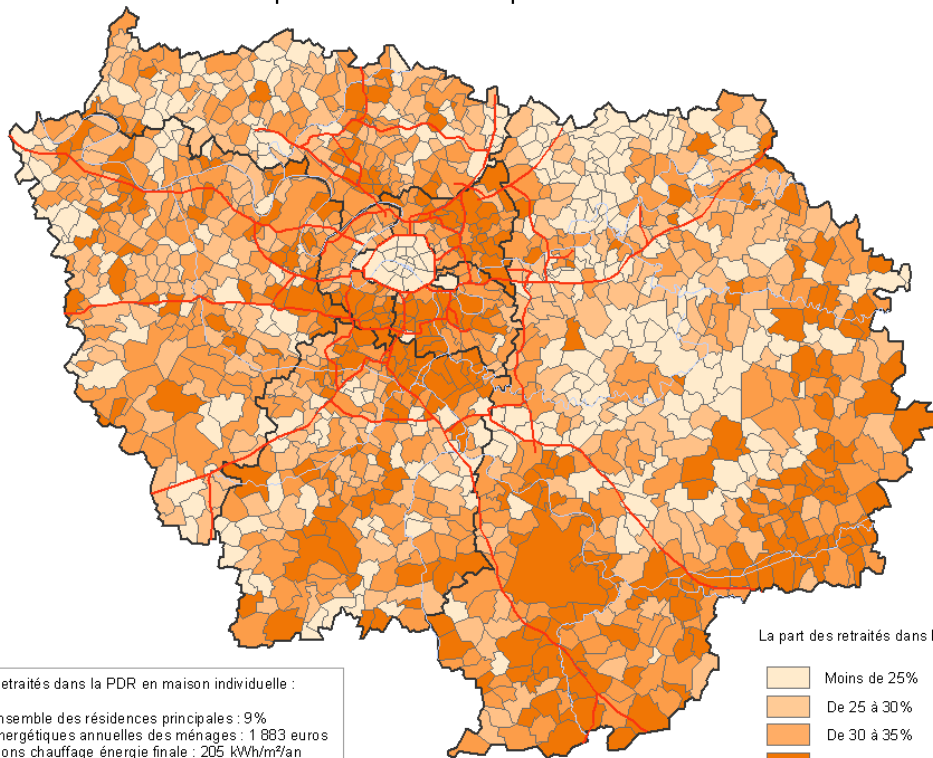 La part des retraités dans l
Moins de 25%
De 25 à 30%
De 30 à 35%
etraités dans la PDR en maison individuelle :
nsemble des résidences principales : 9%
nergétiques annuelles des ménages : 1 883 euros
ons chauffage énergie finale : 205 kWh/m²/an